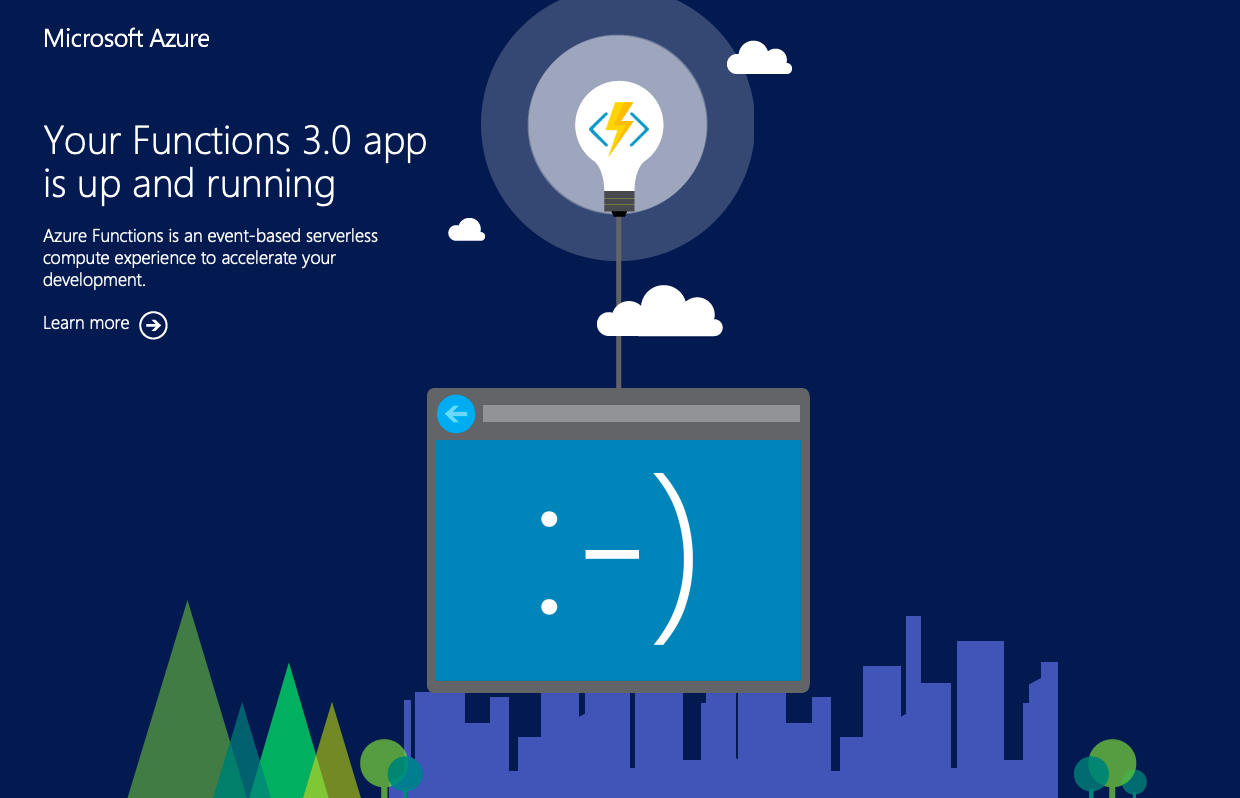 Microsoft Azure
Your Functions 3.0 app
is up and running
Azure Functions is an event-based serverless
compute experience to accelerate your
development.
Learn more
:-)